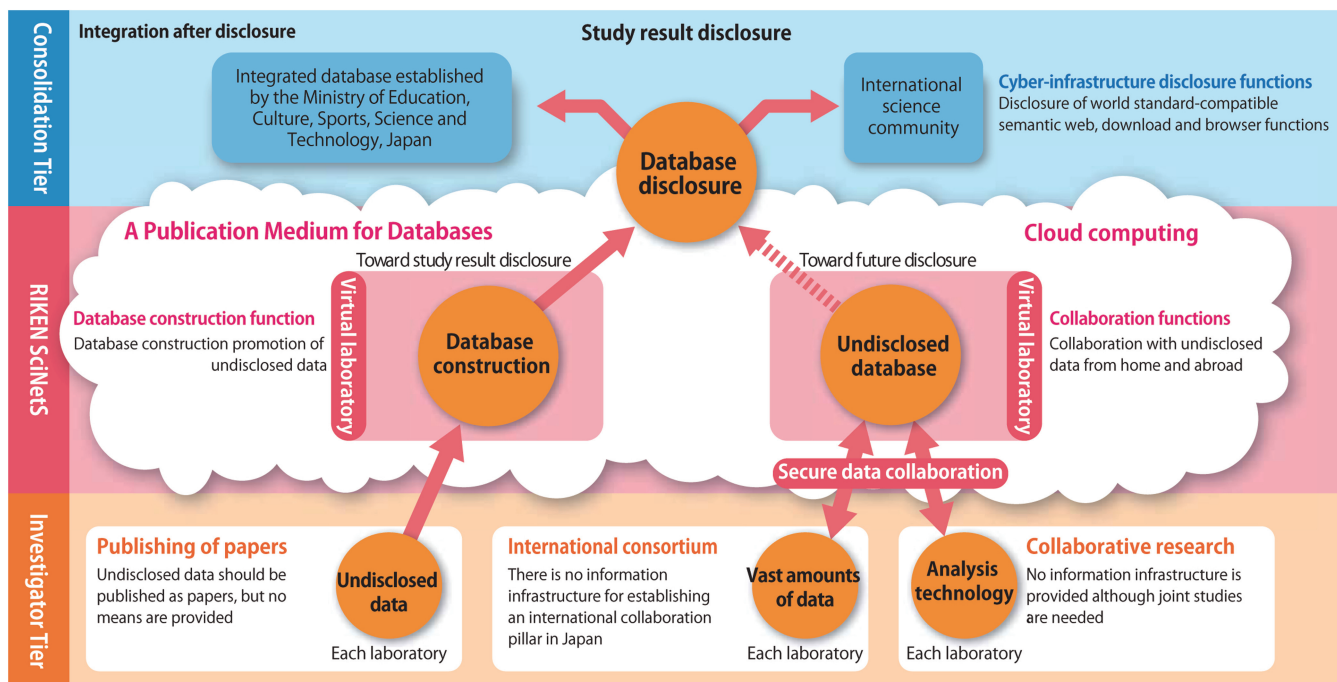 Consolidation Tier
Integration after disclosure
Study result disclosure
Integrated database established
by the Ministry of Education,
Culture, Sports, Science and
Technology, Japan
International
science
community
Cyber-infrastructure disclosure functions
Disclosure of world standard-compatible
semantic web, download and browser functions
Database
disclosure
RIKEN SciNetS
A Publication Medium for Databases
Cloud computing
Toward study result disclosure
Toward future disclosure
Database construction function
Database construction promotion of
undisclosed data
Virtual laboratory
Database
construction
Undisclosed
database
Virtual laboratory
Collaboration functions
Collaboration with undisclosed
data from home and abroad
Secure data collaboration
Investigator Tier
Publishing of papers
Undisclosed data should be
published as papers, but no
means are provided
Undisclosed
data
Each laboratory
International consortium
There is no information
infrastructure for establishing
an international collaboration
pillar in Japan
Vast amounts
of data
Each laboratory
Analysis
technology
Each laboratory
Collaborative research
No information infrastructure is
provided although joint studies
are needed